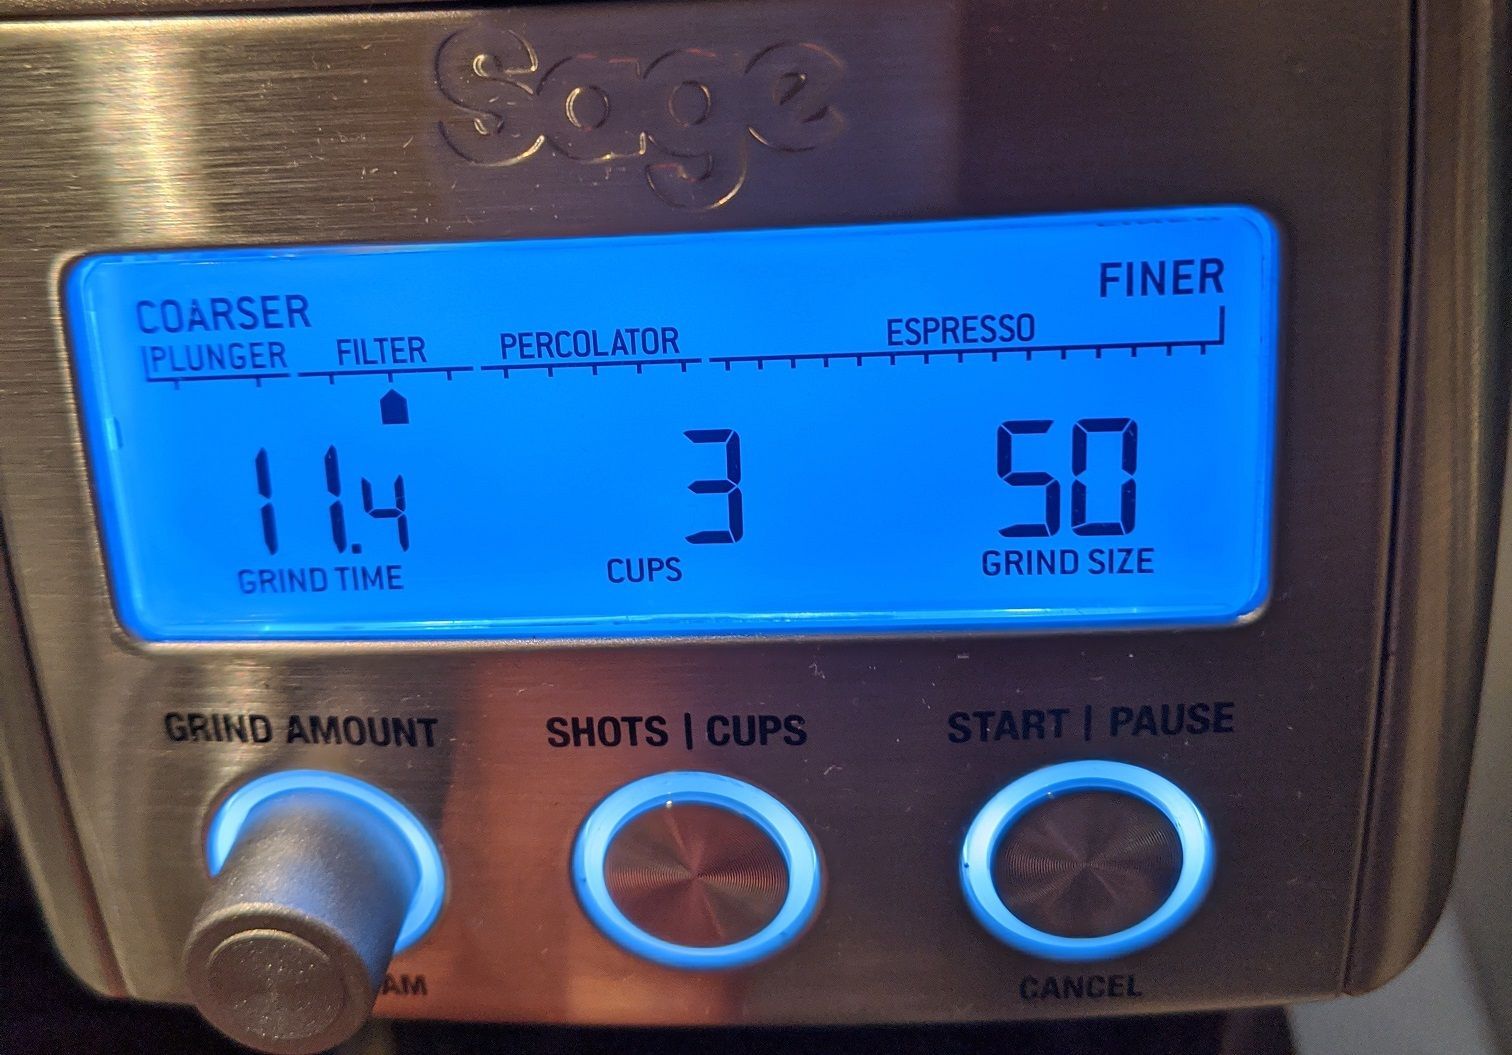 Sage
COARSER FINER
PLUNGER FILTER PERCOLATOR ESPRESSO
11.4 3 50
GRIND TIME CUPS GRIND SIZE
GRIND AMOUNT SHOTS | CUPS START | PAUSE
CANCEL